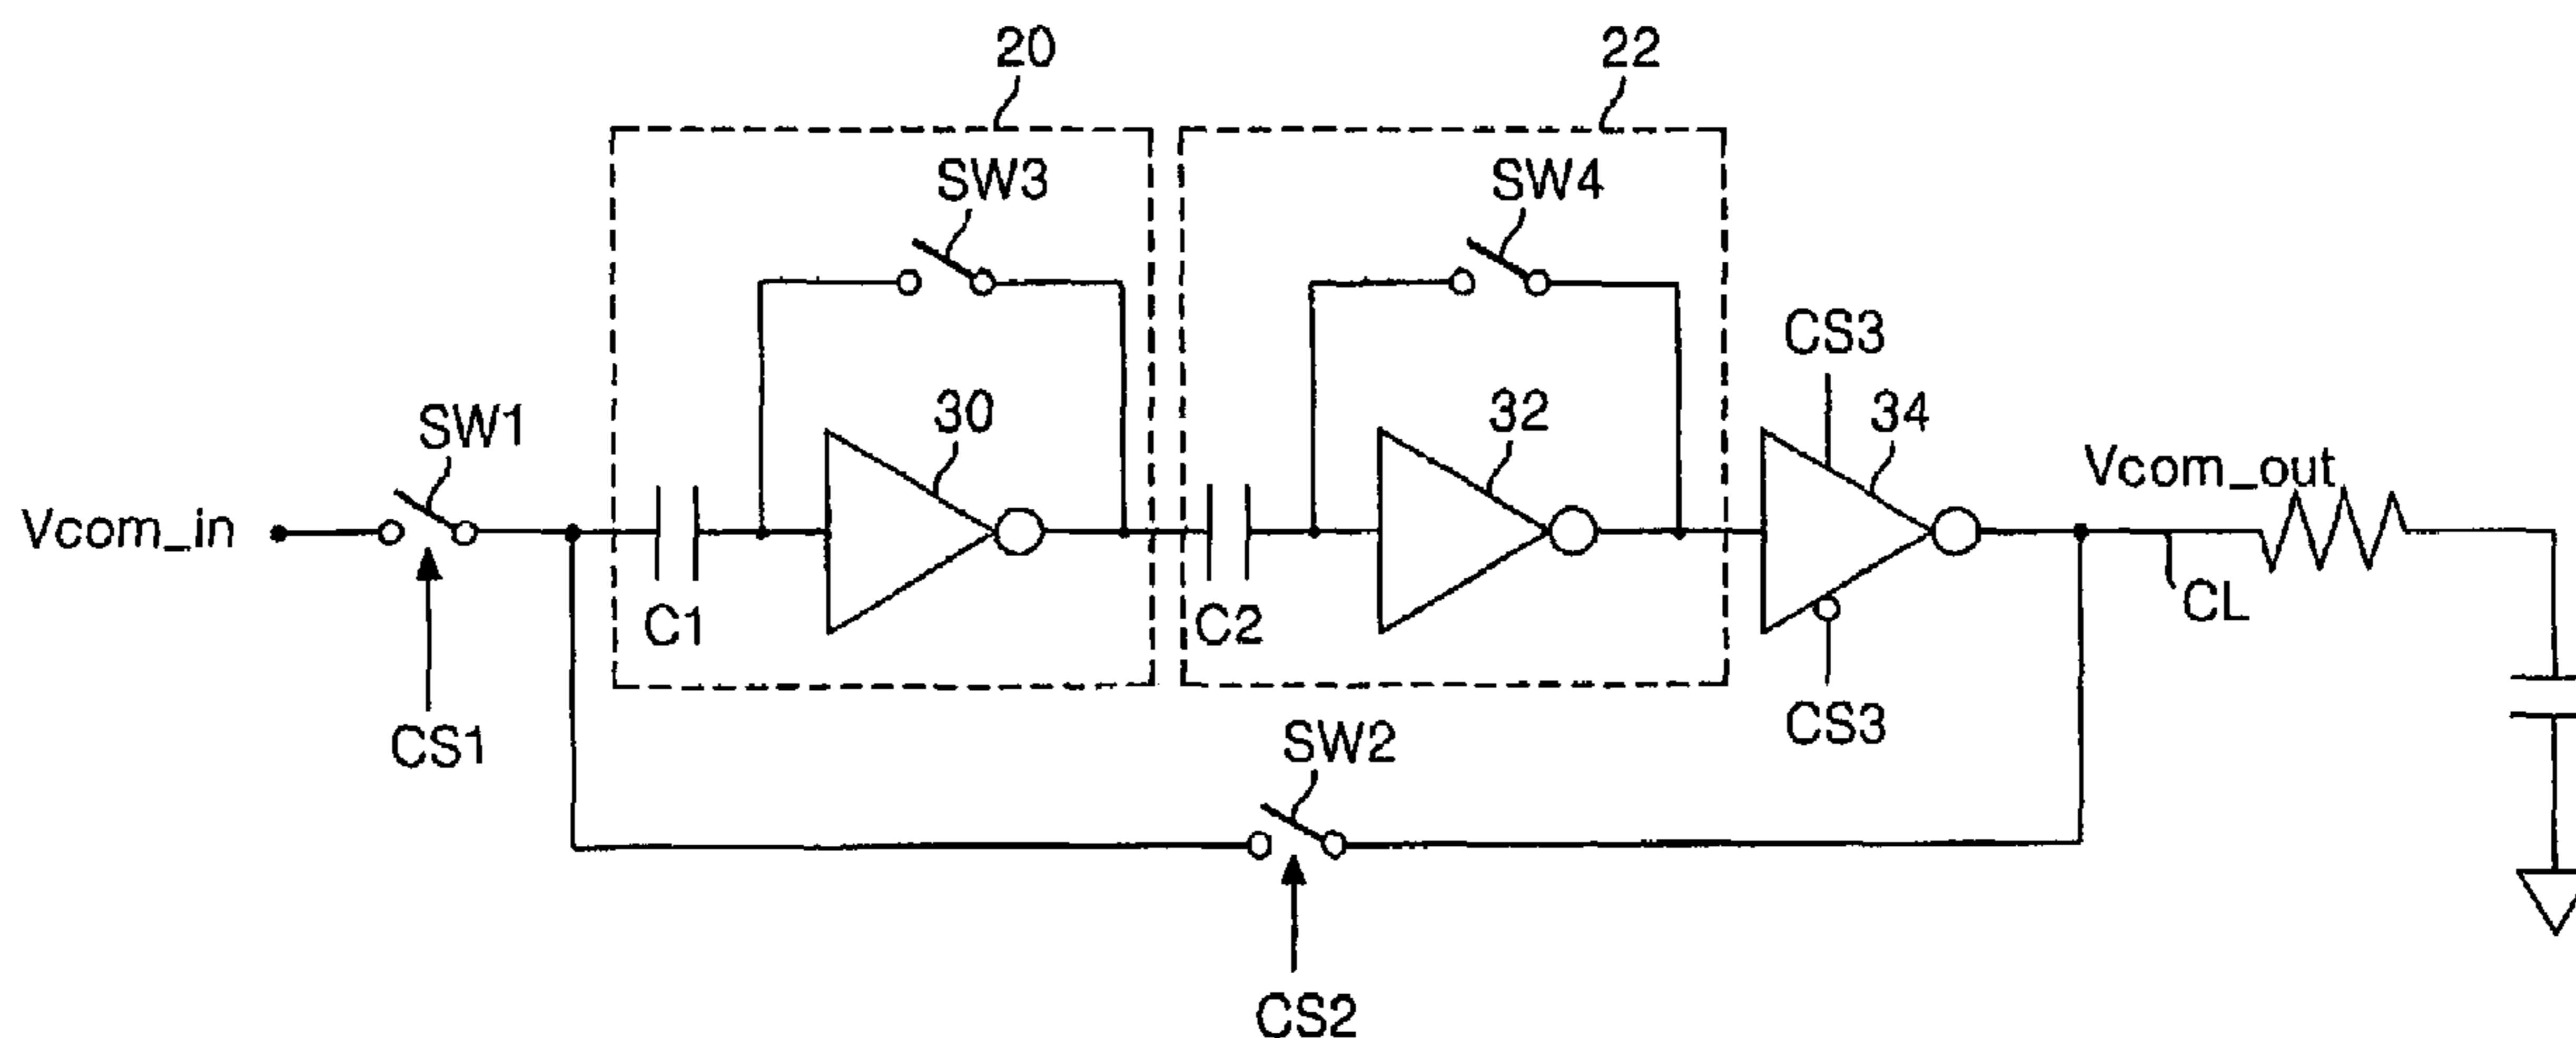 20
22
SW3
SW4
CS3
30
32
34
SW1
Vcom_out
Vcom_in
C1
C2
CL
CS1
SW2
CS3
CS2